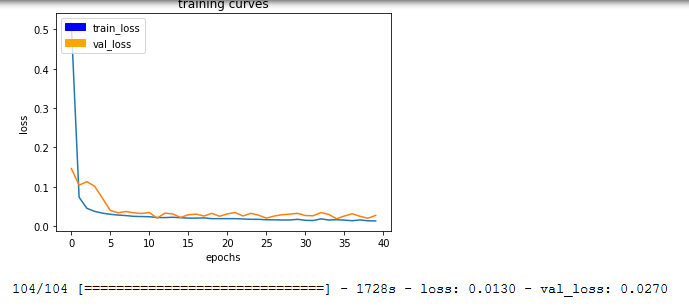 training curves
train_loss
val_loss
0.5
0.4
0.3
0.2
0.1
0.0
loss
0 5 10 15 20 25 30 35 40
epochs
104/104 [==============================] - 1728s - loss: 0.0130 - val_loss: 0.0270